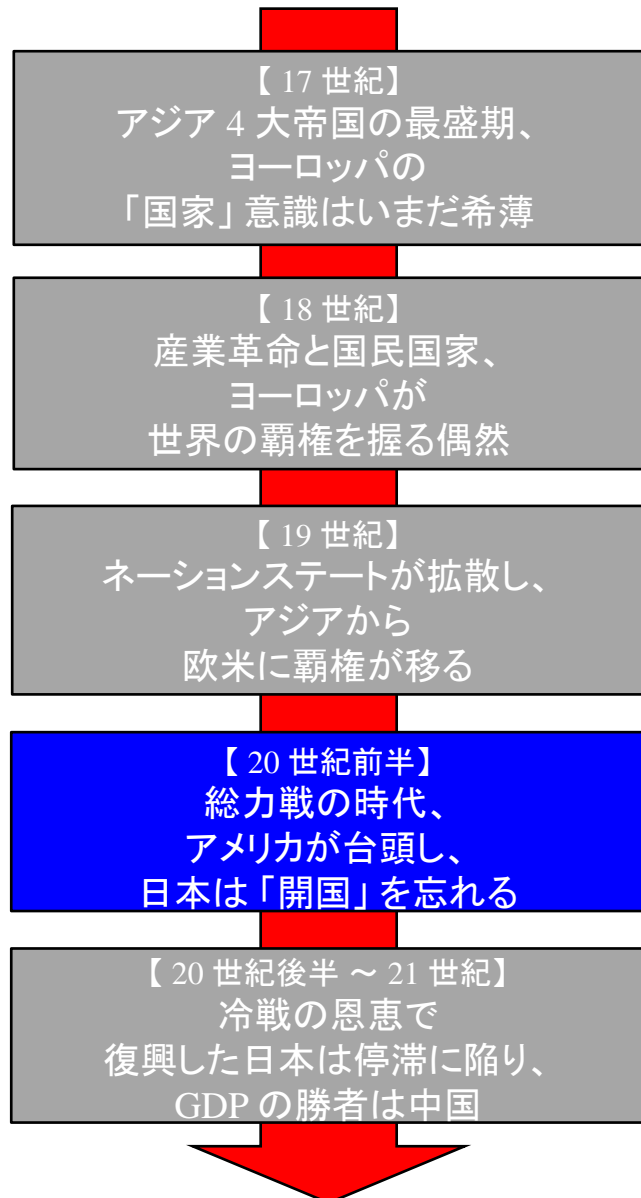 【 17 世紀】
アジア 4 大帝国の最盛期、
ヨーロッパの
「国家」意識はいまだ希薄
【 18 世紀】
産業革命と国民国家、
ヨーロッパが
世界の覇権を握る偶然
【 19 世紀】
ネーションステートが拡散し、
アジアから
欧米に覇権が移る
【 20 世紀前半】
総力戦の時代、
アメリカが台頭し、
日本は「開国」を忘れる
【 20 世紀後半 ～ 21 世紀】
冷戦の恩恵で
復興した日本は停滞に陥り、
GDP の勝者は中国